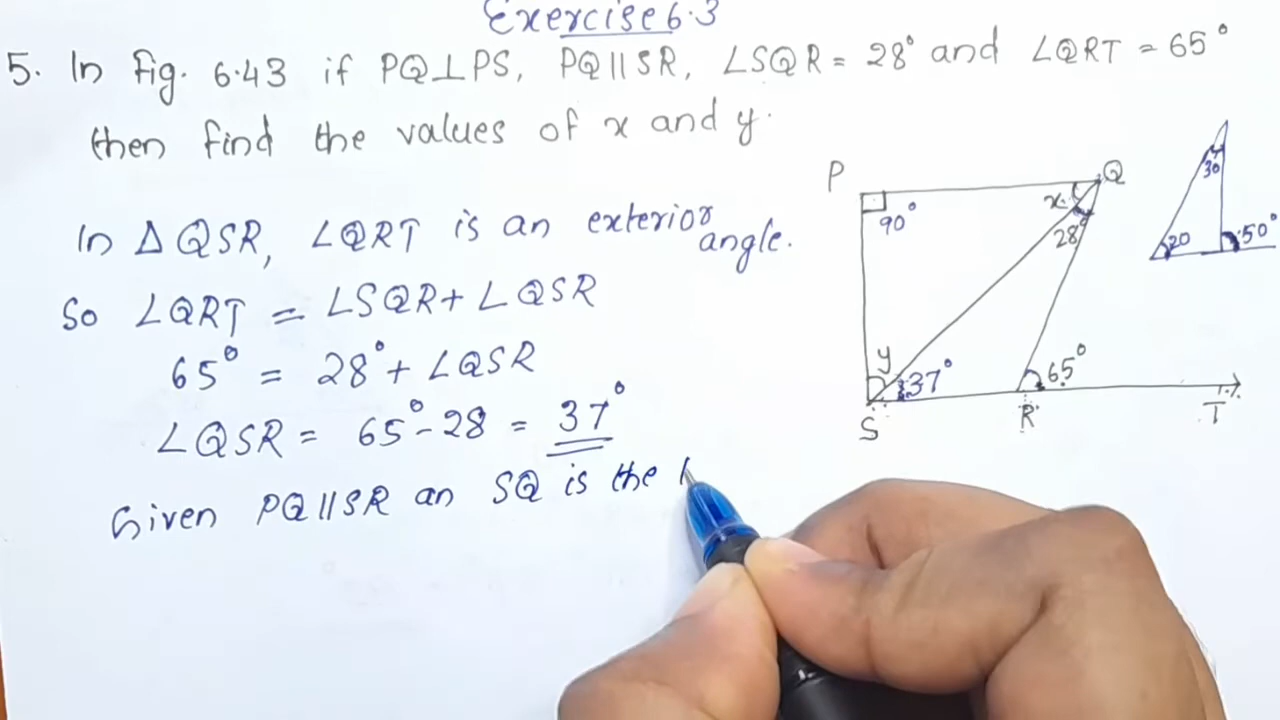 Exercise 6.3
5. In Fig. 6.43 if PQ⊥PS, PQ||SR, ∠SQR = 28° and ∠QRT = 65°
then find the values of x and y.
In ΔQSR, ∠QRT is an exterior angle.
So ∠QRT = ∠SQR + ∠QSR
65° = 28° + ∠QSR
∠QSR = 65° - 28 = 37°
Given PQ||SR an SQ is the
P
Q
90°
x
28°
y
37°
65°
S
R
T
30
20
50°